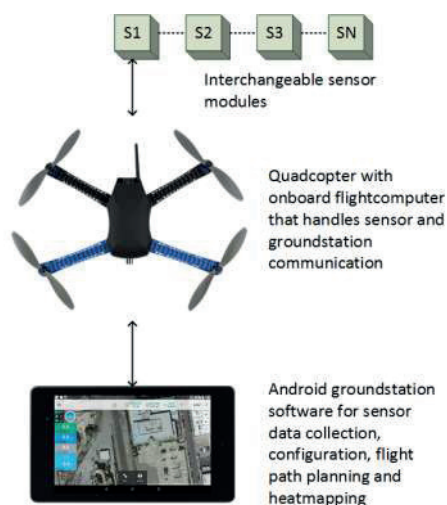 S1 S2 S3 SN
Interchangeable sensor
modules
Quadcopter with
onboard flightcomputer
that handles sensor and
groundstation
communication
Android groundstation
software for sensor
data collection,
configuration, flight
path planning and
heatmapping